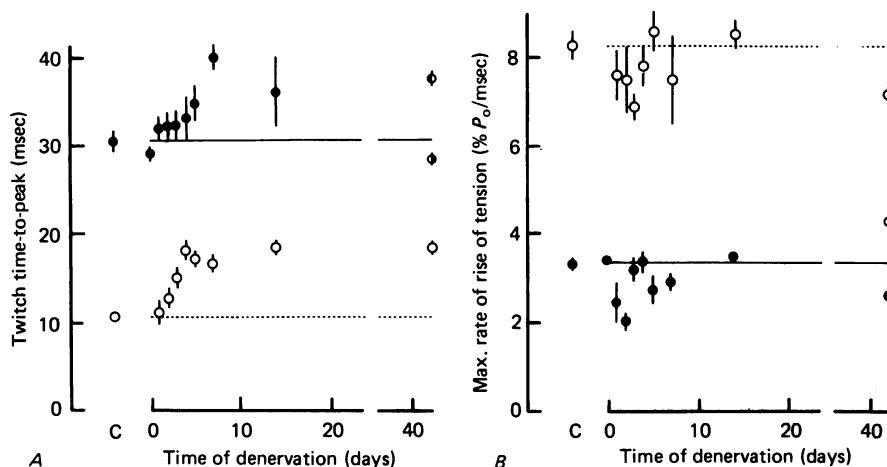 Twitch time-to-peak (msec)
40
30
20
10
0
C
0
10
20
40
A
Time of denervation (days)
Max. rate of rise of tension (% Po/msec)
8
6
4
2
0
C
0
10
20
40
B
Time of denervation (days)